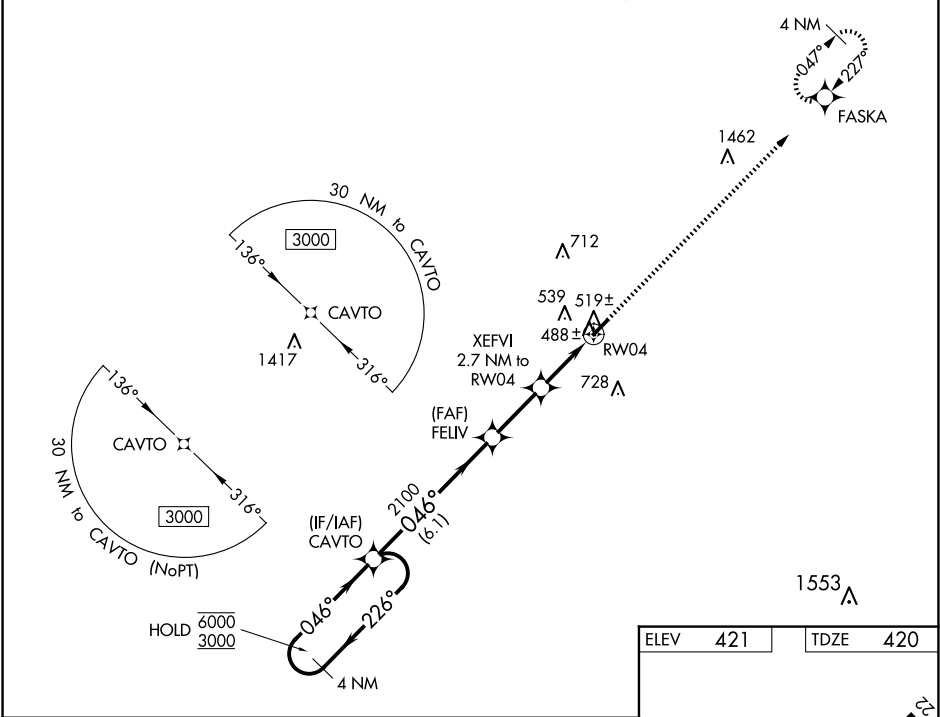 4 NM
047°
227°
FASKA
1462
30 NM to CAVTO
3000
136°
712
CAVTO
539
519±
1417
316°
488±
RW04
XEFVI
2.7 NM to
RW04
728
136°
(FAF)
FELIV
CAVTO
316°
30 NM to CAVTO (NoPT)
3000
2100
046°
(6.1)
(IF/IAF)
CAVTO
1553
046°
226°
HOLD
6000
3000
4 NM
ELEV 421
TDZE 420
22